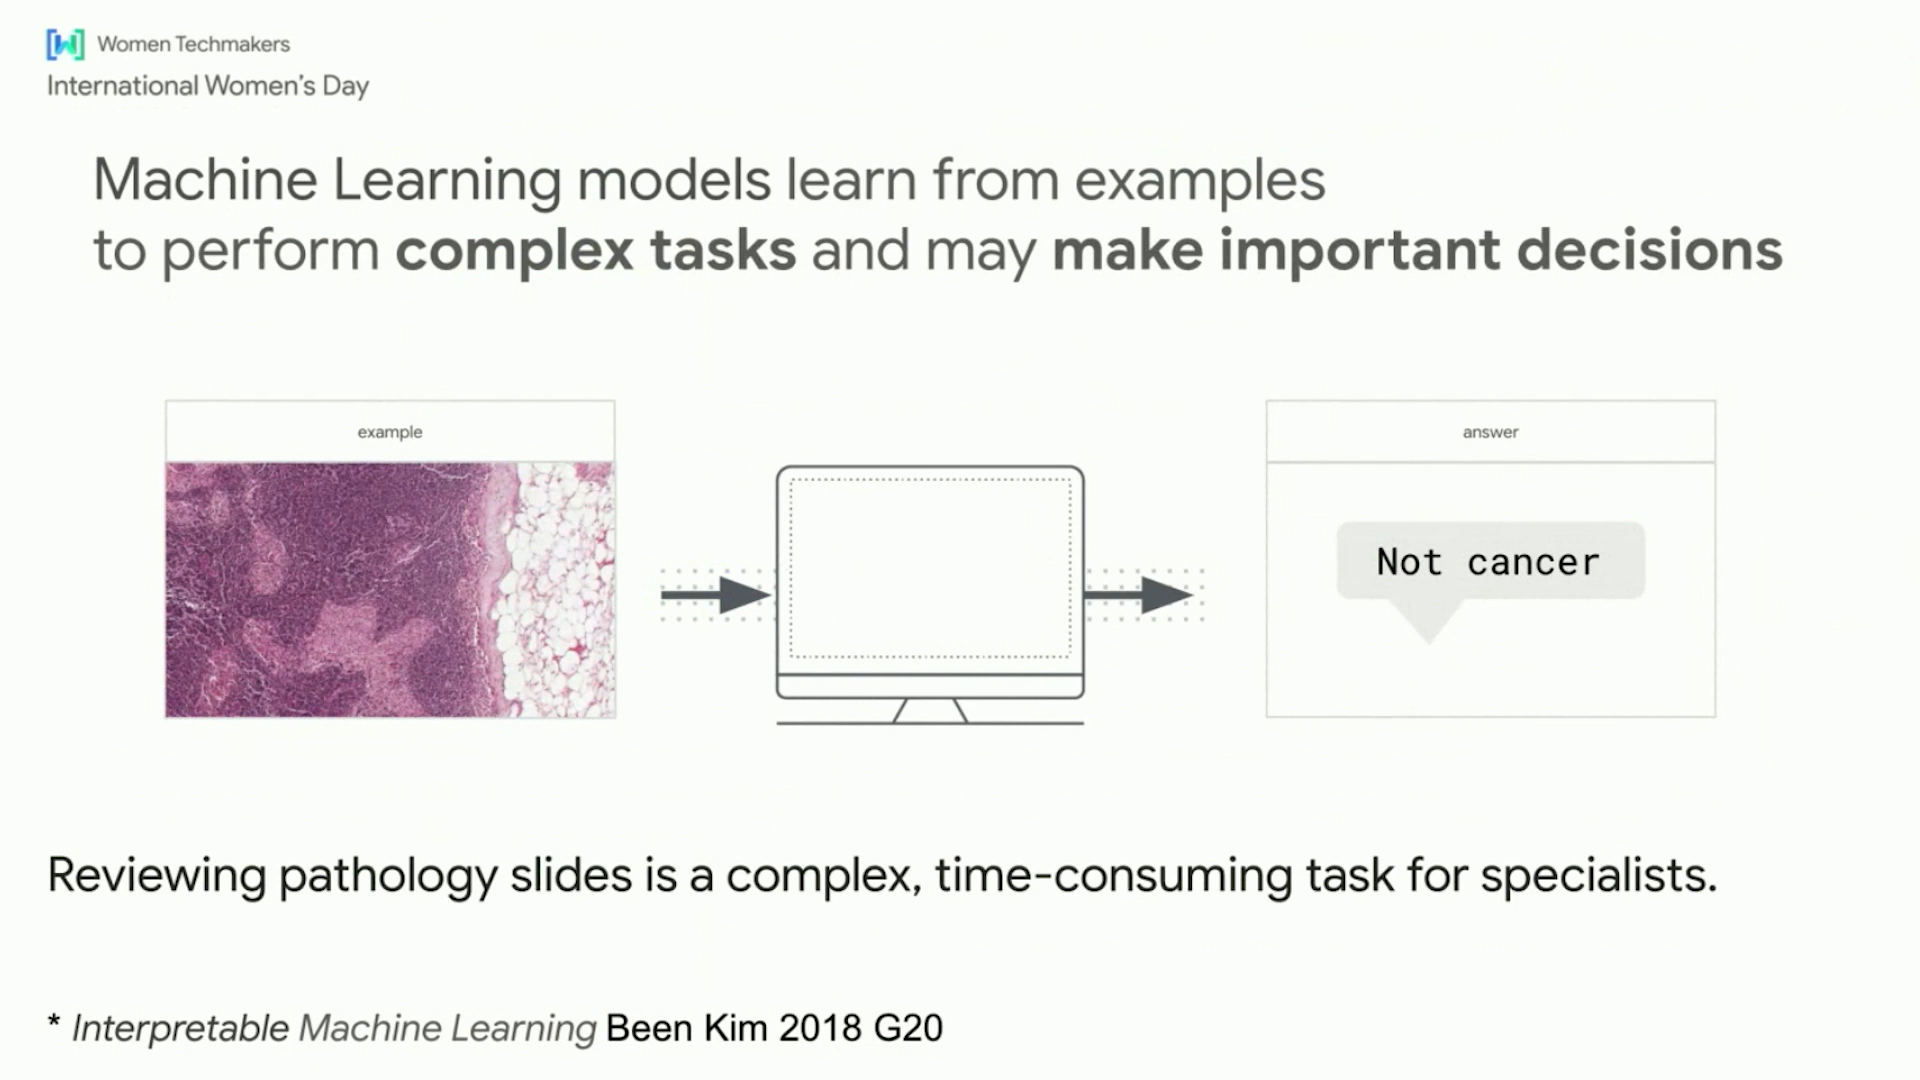 Women Techmakers
International Women's Day
Machine Learning models learn from examples
to perform complex tasks and may make important decisions
example
answer
Not cancer
Reviewing pathology slides is a complex, time-consuming task for specialists.
* Interpretable Machine Learning Been Kim 2018 G20